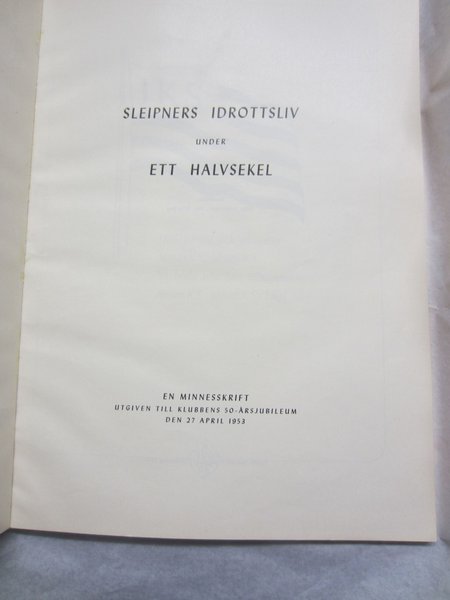 SLEIPNERS IDROTTSLIV
UNDER
ETT HALVSEKEL
EN MINNESSKRIFT
UTGIVEN TILL KLUBBENS 50-ÅRSJUBILEUM
DEN 27 APRIL 1953